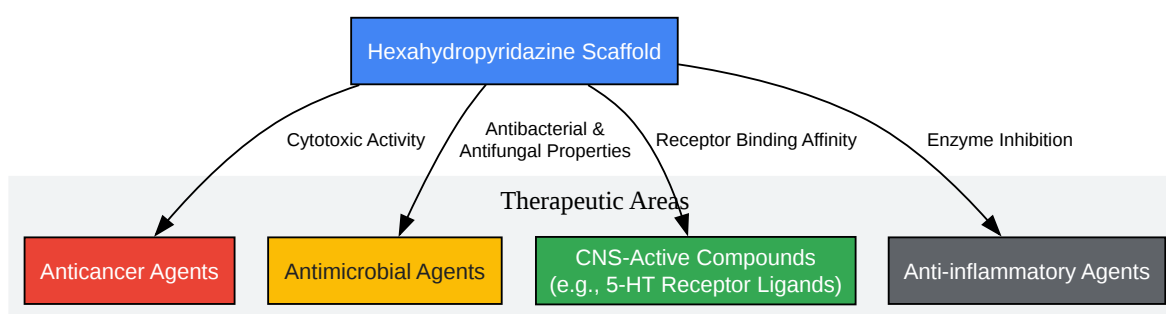 Hexahydropyridazine Scaffold
Cytotoxic Activity
Antibacterial &
Antifungal Properties
Receptor Binding Affinity
Enzyme Inhibition
Therapeutic Areas
Anticancer Agents
Antimicrobial Agents
CNS-Active Compounds
(e.g., 5-HT Receptor Ligands)
Anti-inflammatory Agents